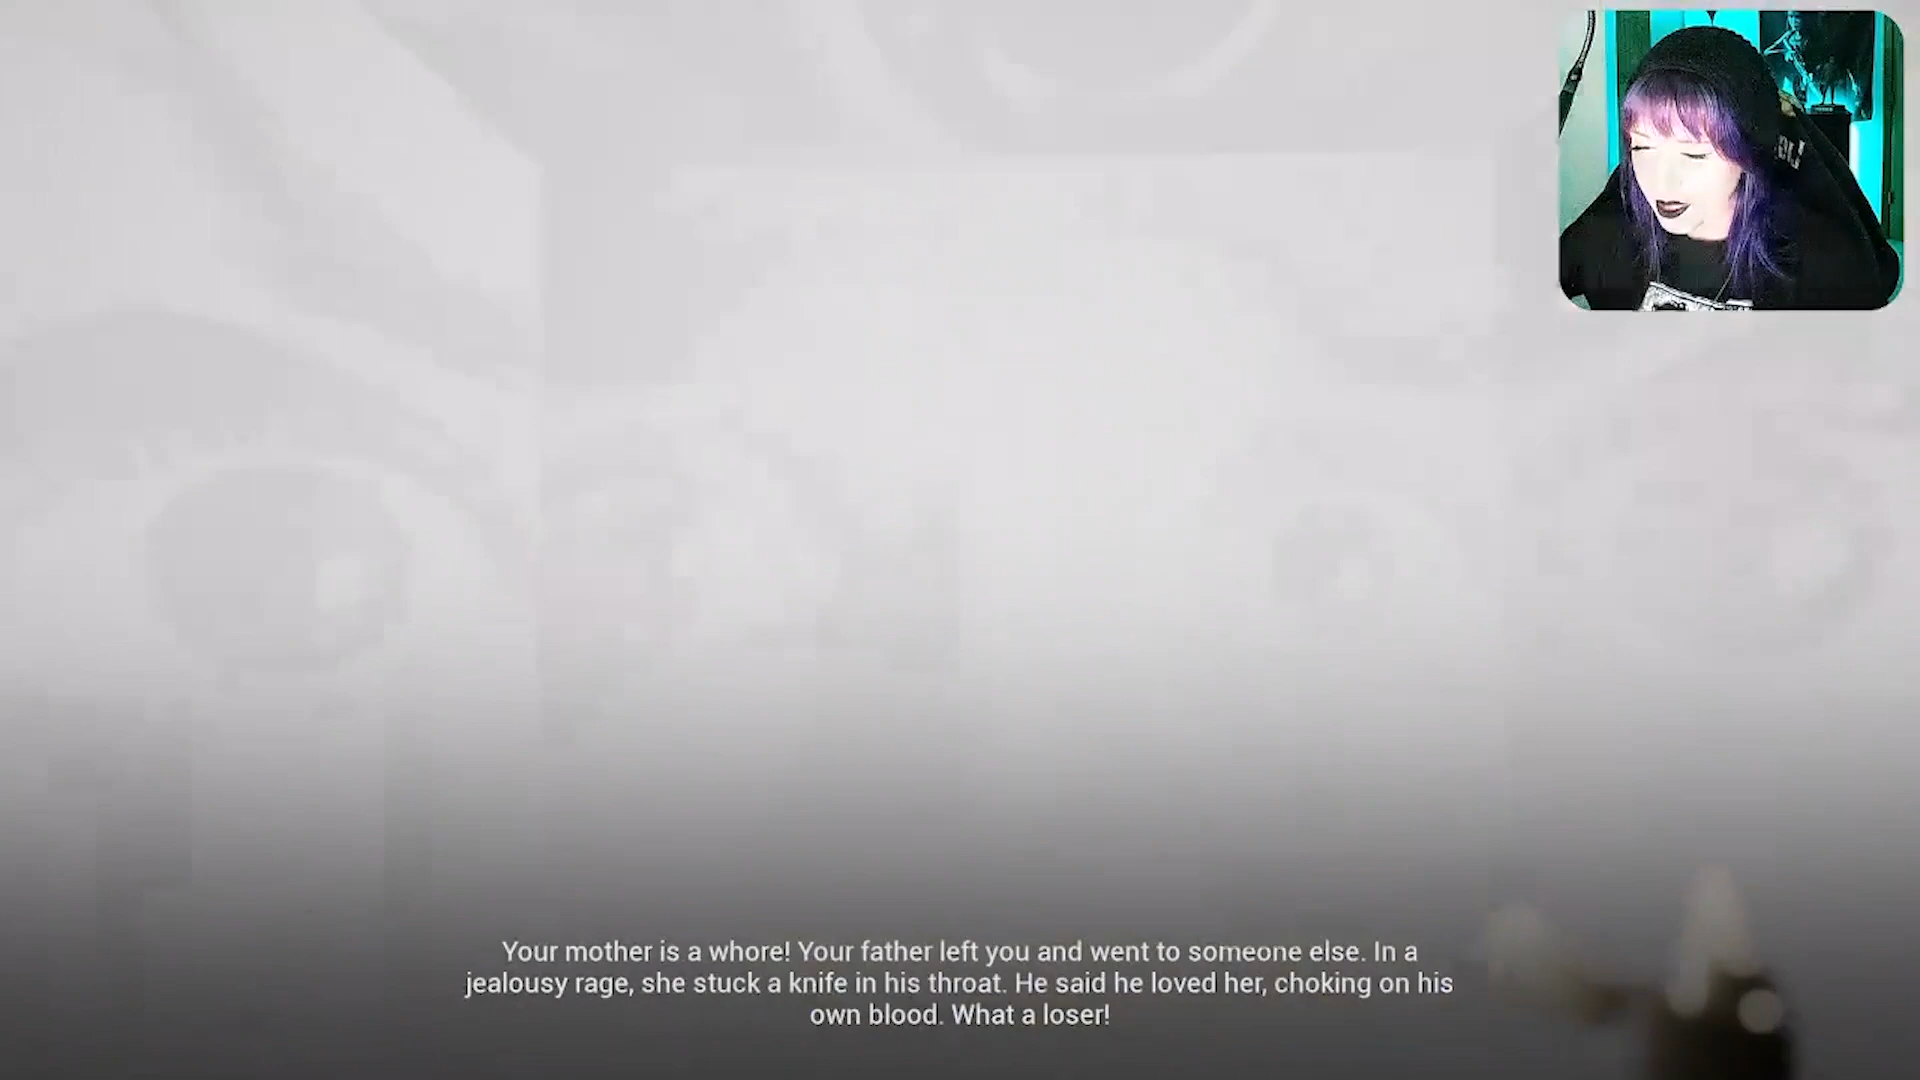 Your mother is a whore! Your father left you and went to someone else. In a
jealousy rage, she stuck a knife in his throat. He said he loved her, choking on his
own blood. What a loser!